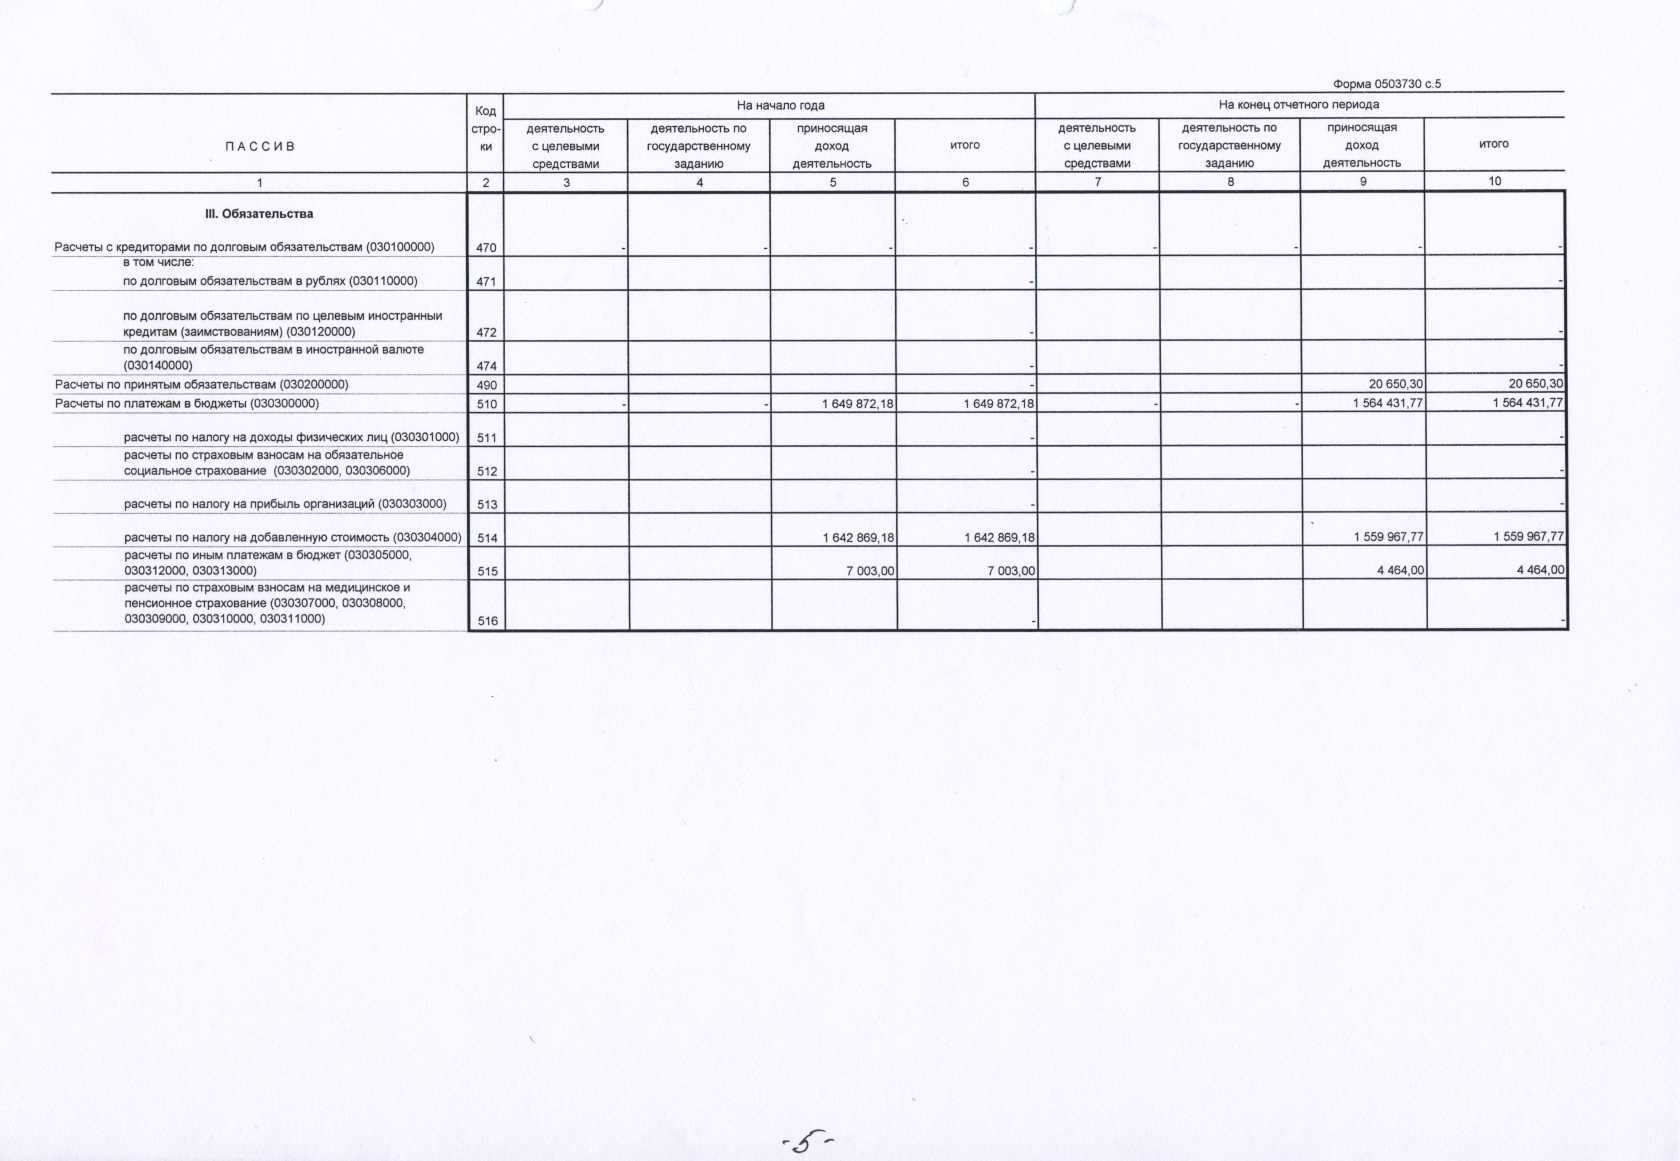 Форма 0503730 с.5
П А С С И В
Код
стро-
ки
На начало года
На конец отчетного периода
деятельность
с целевыми
средствами
деятельность по
государственному
заданию
приносящая
доход
деятельность
итого
деятельность
с целевыми
средствами
деятельность по
государственному
заданию
приносящая
доход
деятельность
итого
1 2 3 4 5 6 7 8 9 10
III. Обязательства
Расчеты с кредиторами по долговым обязательствам (030100000) 470 - - - - - - - -
в том числе:
по долговым обязательствам в рублях (030110000) 471 - -
по долговым обязательствам по целевым иностранныи
кредитам (заимствованиям) (030120000) 472 - -
по долговым обязательствам в иностранной валюте
(030140000) 474 - -
Расчеты по принятым обязательствам (030200000) 490 - 20 650,30 20 650,30
Расчеты по платежам в бюджеты (030300000) 510 - - 1 649 872,18 1 649 872,18 - - 1 564 431,77 1 564 431,77
расчеты по налогу на доходы физических лиц (030301000) 511 - -
расчеты по страховым взносам на обязательное
социальное страхование (030302000, 030306000) 512 - -
расчеты по налогу на прибыль организаций (030303000) 513 - -
расчеты по налогу на добавленную стоимость (030304000) 514 1 642 869,18 1 642 869,18 1 559 967,77 1 559 967,77
расчеты по иным платежам в бюджет (030305000,
030312000, 030313000) 515 7 003,00 7 003,00 4 464,00 4 464,00
расчеты по страховым взносам на медицинское и
пенсионное страхование (030307000, 030308000,
030309000, 030310000, 030311000) 516 - -
-5-